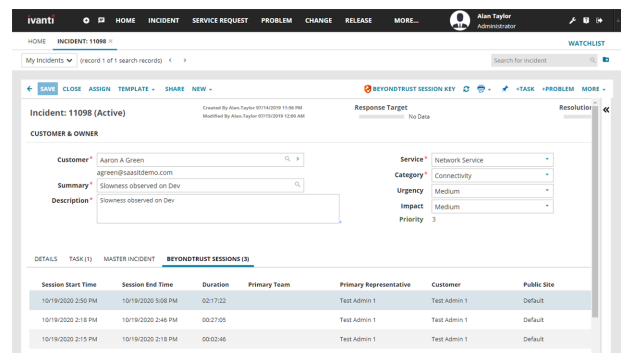 ivanti HOME INCIDENT SERVICE REQUEST PROBLEM CHANGE RELEASE MORE... Alan Taylor
Administrator
HOME INCIDENT: 11098 × WATCHLIST
My Incidents (record 1 of 1 search records) < > Search for Incident
SAVE CLOSE ASSIGN TEMPLATE SHARE NEW BEYONDTRUST SESSION KEY +TASK +PROBLEM MORE
Incident: 11098 (Active) Created By Alan.Taylor 07/14/2019 11:56 PM Response Target Resolution
Modified By Alan.Taylor 07/15/2019 12:00 AM No Data
CUSTOMER & OWNER
Customer* Aaron A Green Service* Network Service
agreen@saasitdemo.com Category* Connectivity
Summary* Slowness observed on Dev Urgency Medium
Description* Slowness observed on Dev Impact Medium
Priority 3
DETAILS TASK (1) MASTER INCIDENT BEYONDTRUST SESSIONS (3)
Session Start Time Session End Time Duration Primary Team Primary Representative Customer Public Site
10/19/2020 2:50 PM 10/19/2020 5:08 PM 02:17:22 Test Admin 1 Test Admin 1 Default
10/19/2020 2:18 PM 10/19/2020 2:46 PM 00:27:05 Test Admin 1 Test Admin 1 Default
10/19/2020 2:15 PM 10/19/2020 2:18 PM 00:02:46 Test Admin 1 Test Admin 1 Default